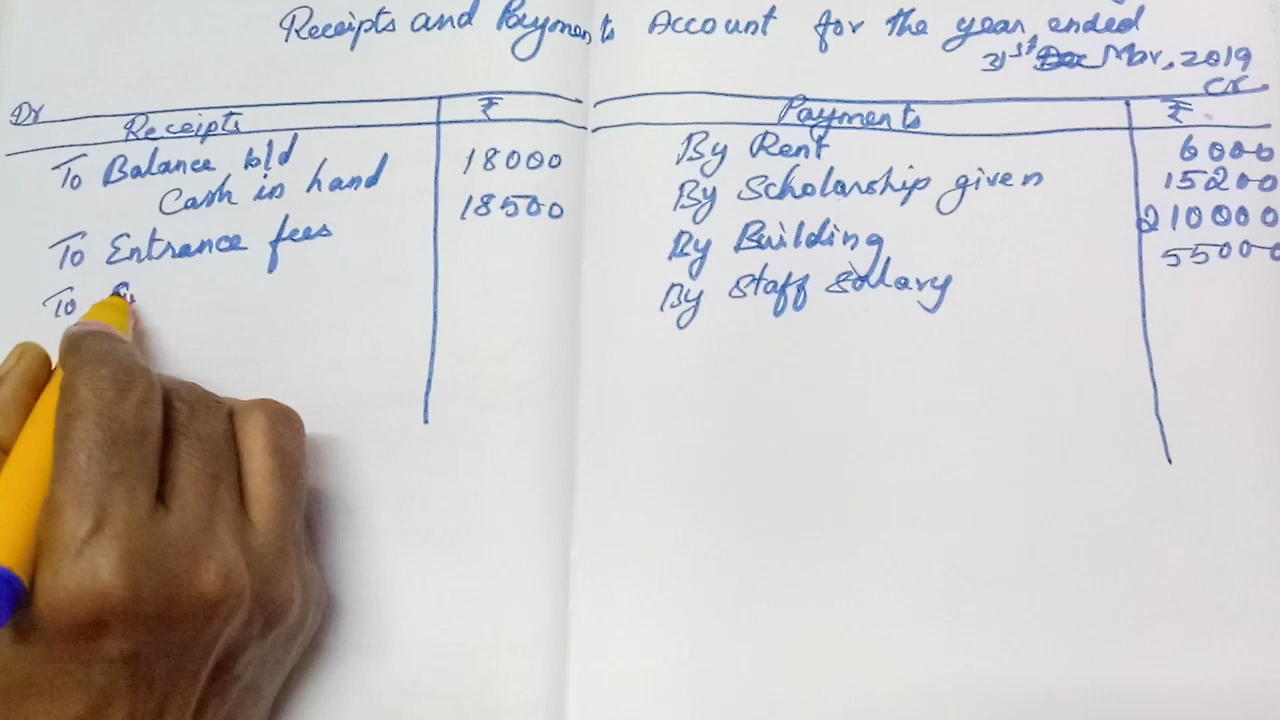 Receipts and Payments Account for the year ended
31st Mar, 2019
Dr
Cr
Receipts ₹
To Balance b/d
Cash in hand 18000
To Entrance fees 18500
To
Payments ₹
By Rent 6000
By Scholarship given 15200
By Building 210000
By Staff Salary 55000